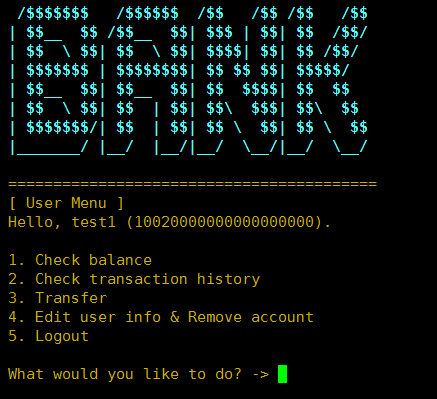 /$$$$$$$   /$$$$$$  /$$   /$$ /$$   /$$
| $$__  $$ /$$__  $$| $$$ | $$| $$  /$$/
| $$  \ $$| $$  \ $$| $$$$| $$| $$ /$$/
| $$$$$$$ | $$$$$$$$| $$ $$ $$| $$$$$/
| $$__  $$| $$__  $$| $$  $$$$| $$  $$
| $$  \ $$| $$  | $$| $$\  $$$| $$\  $$
| $$$$$$$/| $$  | $$| $$ \  $$| $$ \  $$
|_______/ |__/  |__/|__/  \__/|__/  \__/
=========================================
[ User Menu ]
Hello, test1 (10020000000000000000).
1. Check balance
2. Check transaction history
3. Transfer
4. Edit user info & Remove account
5. Logout
What would you like to do? ->